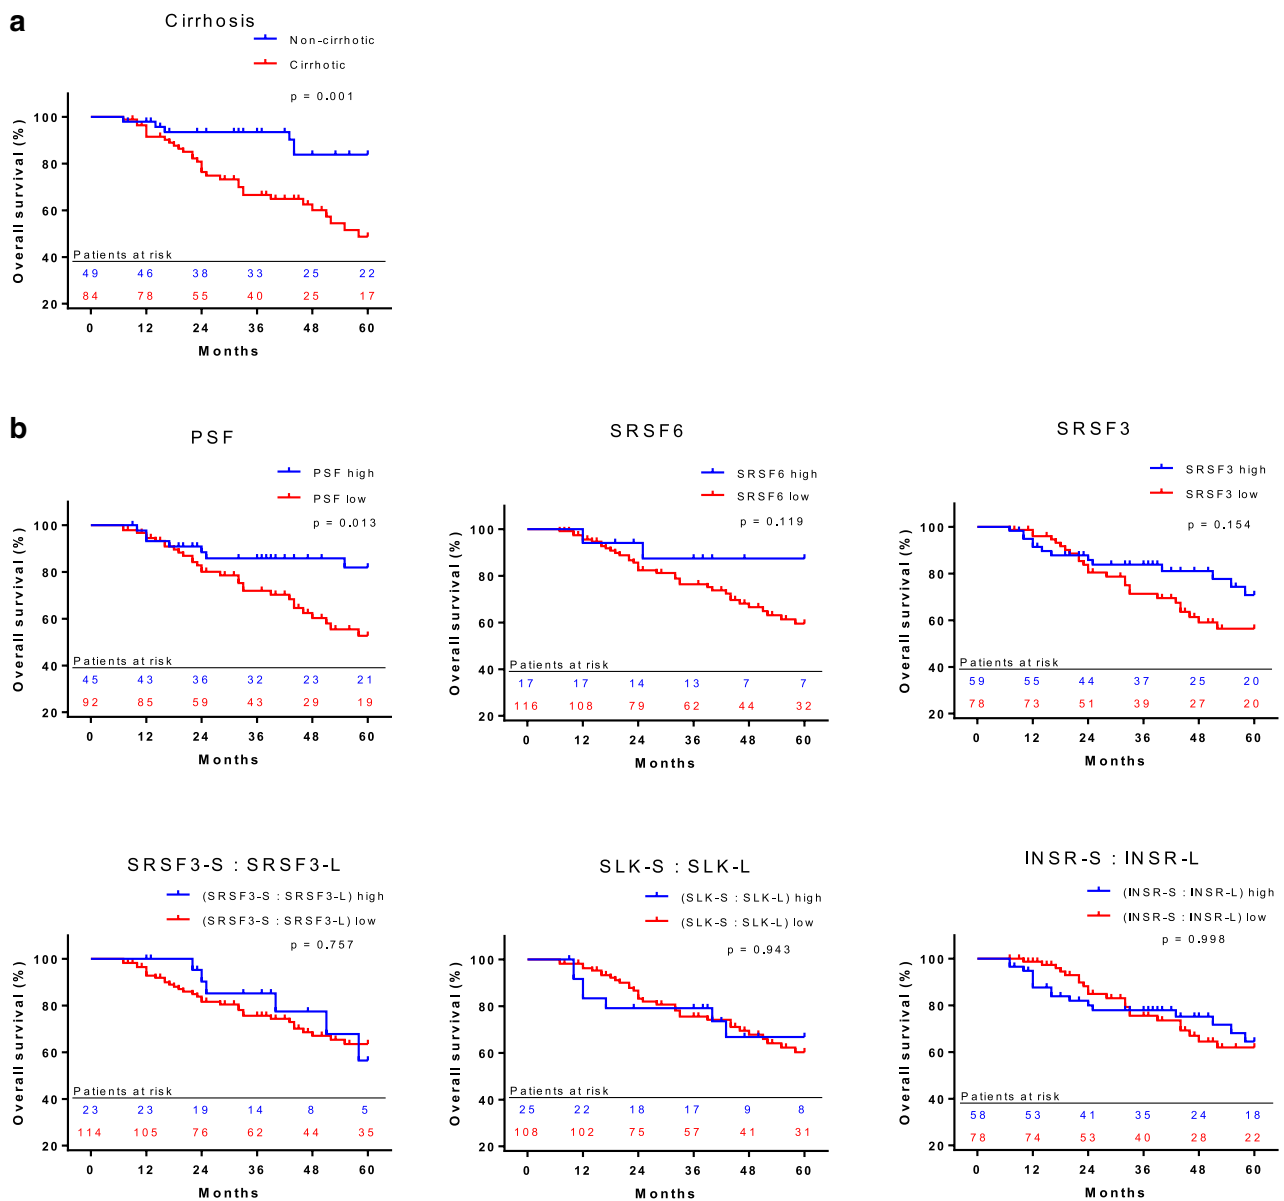 a
Cirrhosis
Non-cirrhotic
Cirrhotic
p = 0.001
Overall survival (%)
100
80
60
40
20
Patients at risk
49 46 38 33 25 22
84 78 55 40 25 17
0 12 24 36 48 60
Months
b
PSF
PSF high
PSF low
p = 0.013
Overall survival (%)
100
80
60
40
20
Patients at risk
45 43 36 32 23 21
92 85 59 43 29 19
0 12 24 36 48 60
Months
SRSF6
SRSF6 high
SRSF6 low
p = 0.119
Overall survival (%)
100
80
60
40
20
Patients at risk
17 17 14 13 7 7
116 108 79 62 44 32
0 12 24 36 48 60
Months
SRSF3
SRSF3 high
SRSF3 low
p = 0.154
Overall survival (%)
100
80
60
40
20
Patients at risk
59 55 44 37 25 20
78 73 51 39 27 20
0 12 24 36 48 60
Months
SRSF3-S : SRSF3-L
(SRSF3-S : SRSF3-L) high
(SRSF3-S : SRSF3-L) low
p = 0.757
Overall survival (%)
100
80
60
40
20
Patients at risk
23 23 19 14 8 5
114 105 76 62 44 35
0 12 24 36 48 60
Months
SLK-S : SLK-L
(SLK-S : SLK-L) high
(SLK-S : SLK-L) low
p = 0.943
Overall survival (%)
100
80
60
40
20
Patients at risk
25 22 18 17 9 8
108 102 75 57 41 31
0 12 24 36 48 60
Months
INSR-S : INSR-L
(INSR-S : INSR-L) high
(INSR-S : INSR-L) low
p = 0.998
Overall survival (%)
100
80
60
40
20
Patients at risk
58 53 41 35 24 18
78 74 53 40 28 22
0 12 24 36 48 60
Months